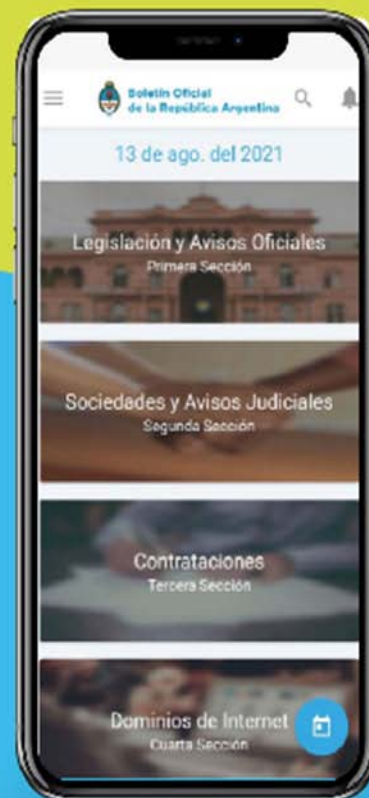 Boletín Oficial
de la República Argentina
13 de ago. del 2021
Legislación y Avisos Oficiales
Primera Sección
Sociedades y Avisos Judiciales
Segunda Sección
Contrataciones
Tercera Sección
Dominios de Internet
Cuarta Sección